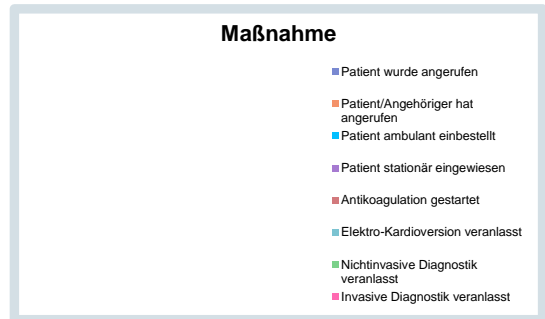 Maßnahme
Patient wurde angerufen
Patient/Angehöriger hat
angerufen
Patient ambulant einbestellt
Patient stationär eingewiesen
Antikoagulation gestartet
Elektro-Kardioversion veranlasst
Nichtinvasive Diagnostik
veranlasst
Invasive Diagnostik veranlasst